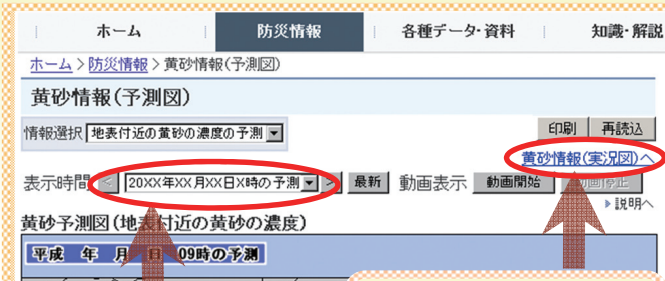 ホーム 防災情報 各種データ・資料 知識・解説
ホーム > 防災情報 > 黄砂情報(予測図)
黄砂情報(予測図)
情報選択 地表付近の黄砂の濃度の予測 印刷 再読込
黄砂情報(実況図)へ
表示時間 < 20XX年XX月XX日X時の予測 > 最新 動画表示 動画開始 動画停止
説明へ
黄砂予測図(地表付近の黄砂の濃度)
平成 年 月 日 09時の予測